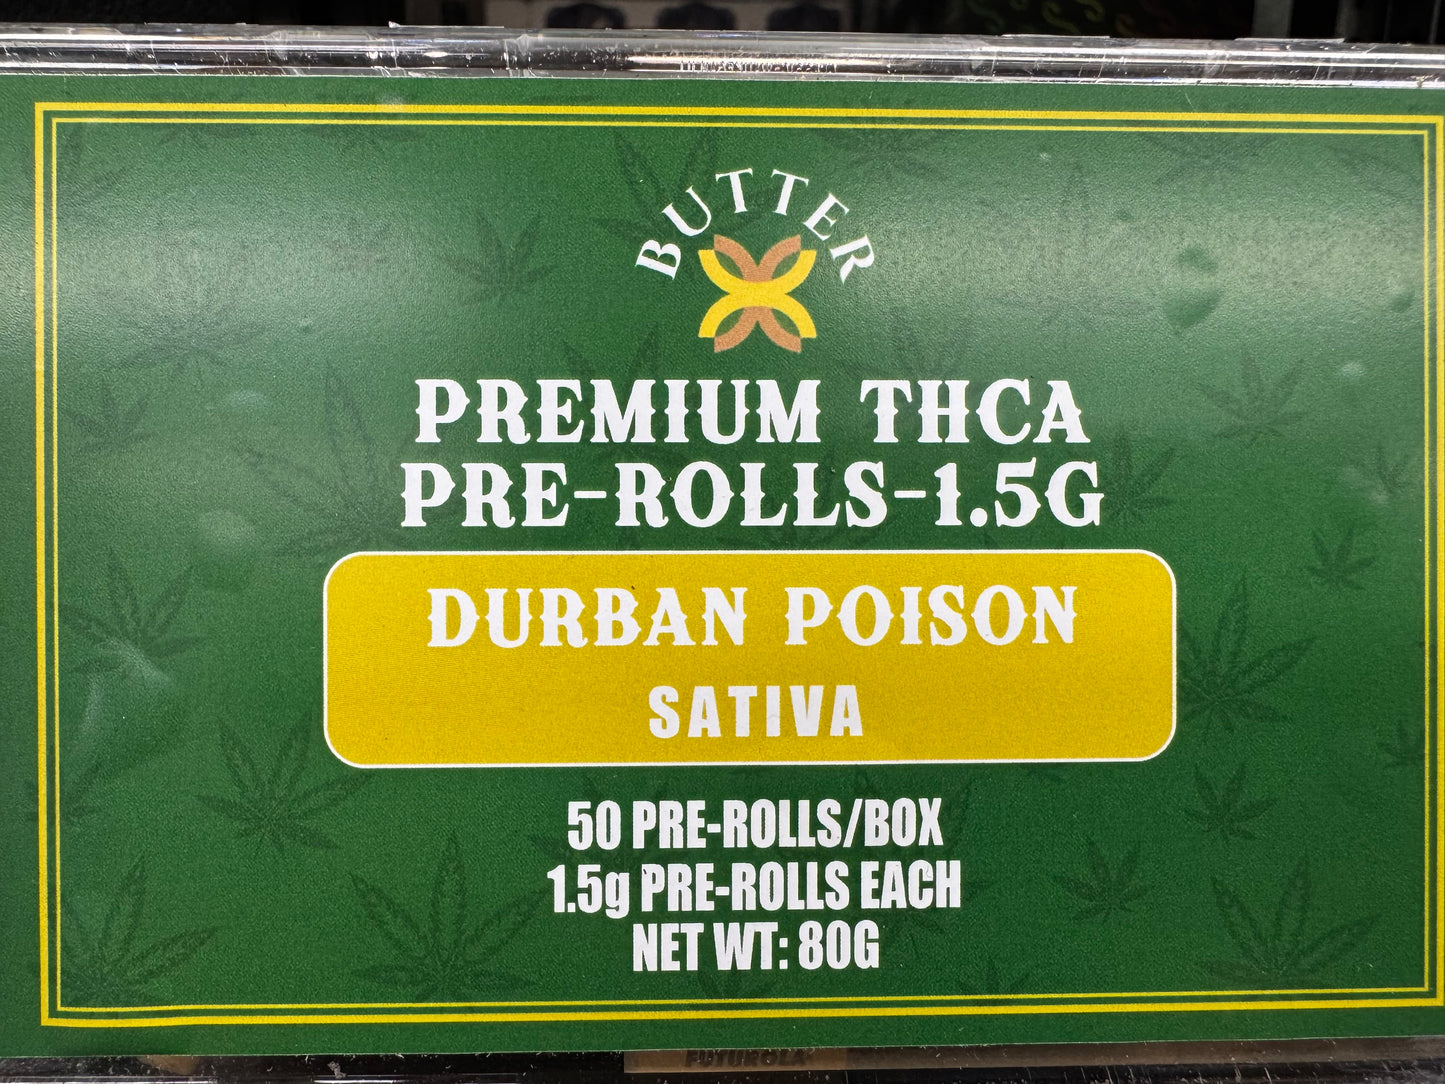 BUTTER
PREMIUM THCA
PRE-ROLLS-1.5G
DURBAN POISON
SATIVA
50 PRE-ROLLS/BOX
1.5g PRE-ROLLS EACH
NET WT: 80G
FUTUROLA